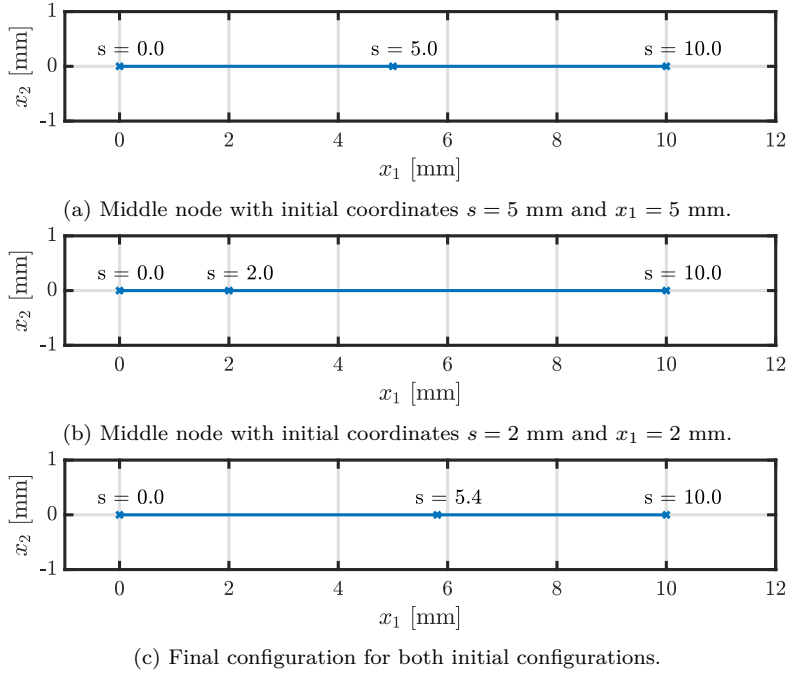 1
s = 0.0 s = 5.0 s = 10.0
0
-1
x₂ [mm]
0 2 4 6 8 10 12
x₁ [mm]
(a) Middle node with initial coordinates s = 5 mm and x₁ = 5 mm.
1
s = 0.0 s = 2.0 s = 10.0
0
-1
x₂ [mm]
0 2 4 6 8 10 12
x₁ [mm]
(b) Middle node with initial coordinates s = 2 mm and x₁ = 2 mm.
1
s = 0.0 s = 5.4 s = 10.0
0
-1
x₂ [mm]
0 2 4 6 8 10 12
x₁ [mm]
(c) Final configuration for both initial configurations.